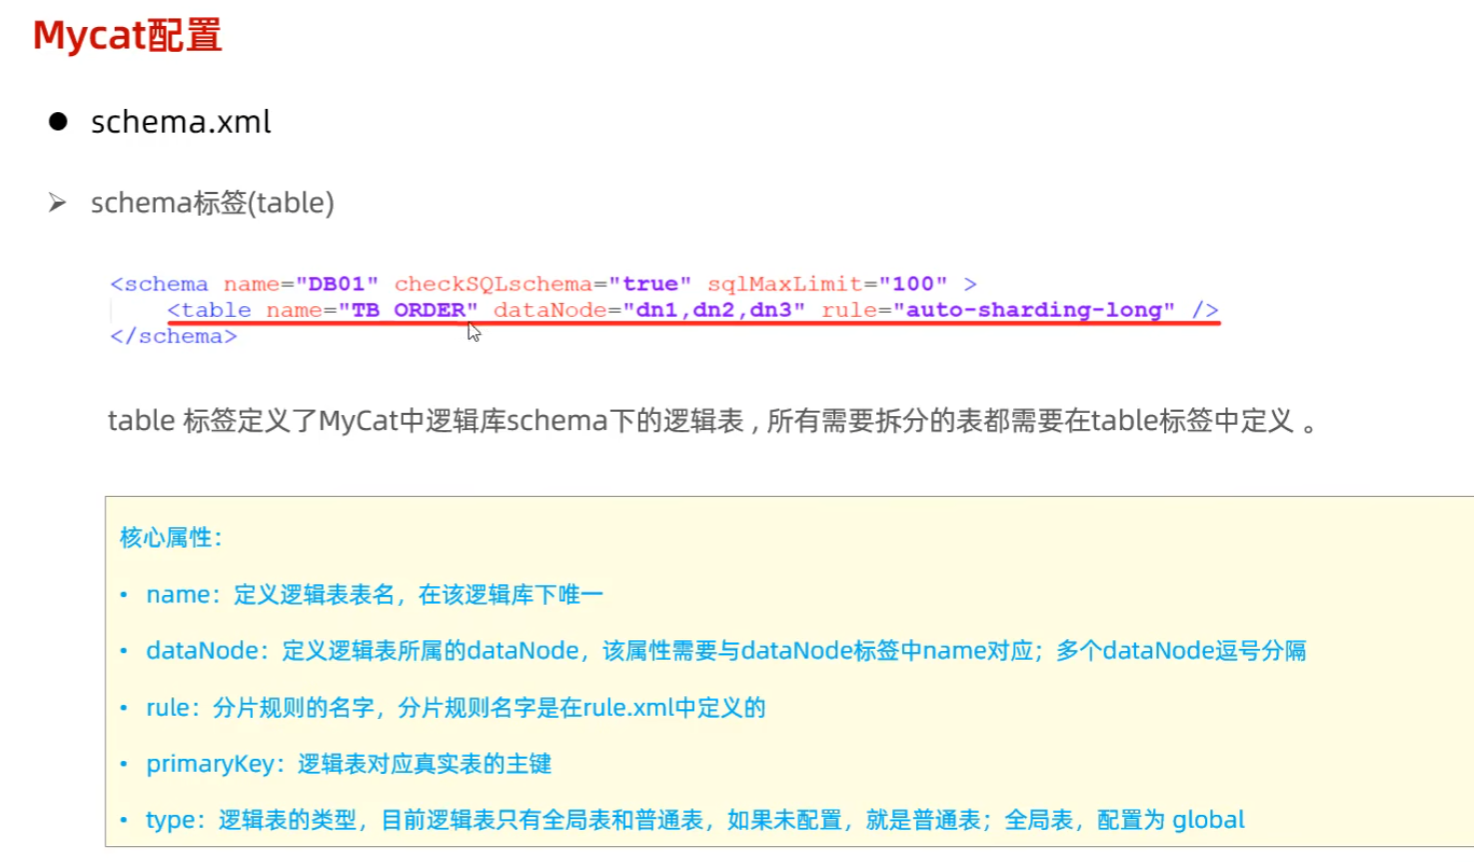 Mycat配置
● schema.xml
➢ schema标签(table)
<schema name="DB01" checkSQLschema="true" sqlMaxLimit="100" >
<table name="TB ORDER" dataNode="dn1,dn2,dn3" rule="auto-sharding-long" />
</schema>
table 标签定义了MyCat中逻辑库schema下的逻辑表 , 所有需要拆分的表都需要在table标签中定义 。
核心属性：
• name：定义逻辑表表名，在该逻辑库下唯一
• dataNode：定义逻辑表所属的dataNode，该属性需要与dataNode标签中name对应；多个dataNode逗号分隔
• rule：分片规则的名字，分片规则名字是在rule.xml中定义的
• primaryKey：逻辑表对应真实表的主键
• type：逻辑表的类型，目前逻辑表只有全局表和普通表，如果未配置，就是普通表；全局表，配置为 global